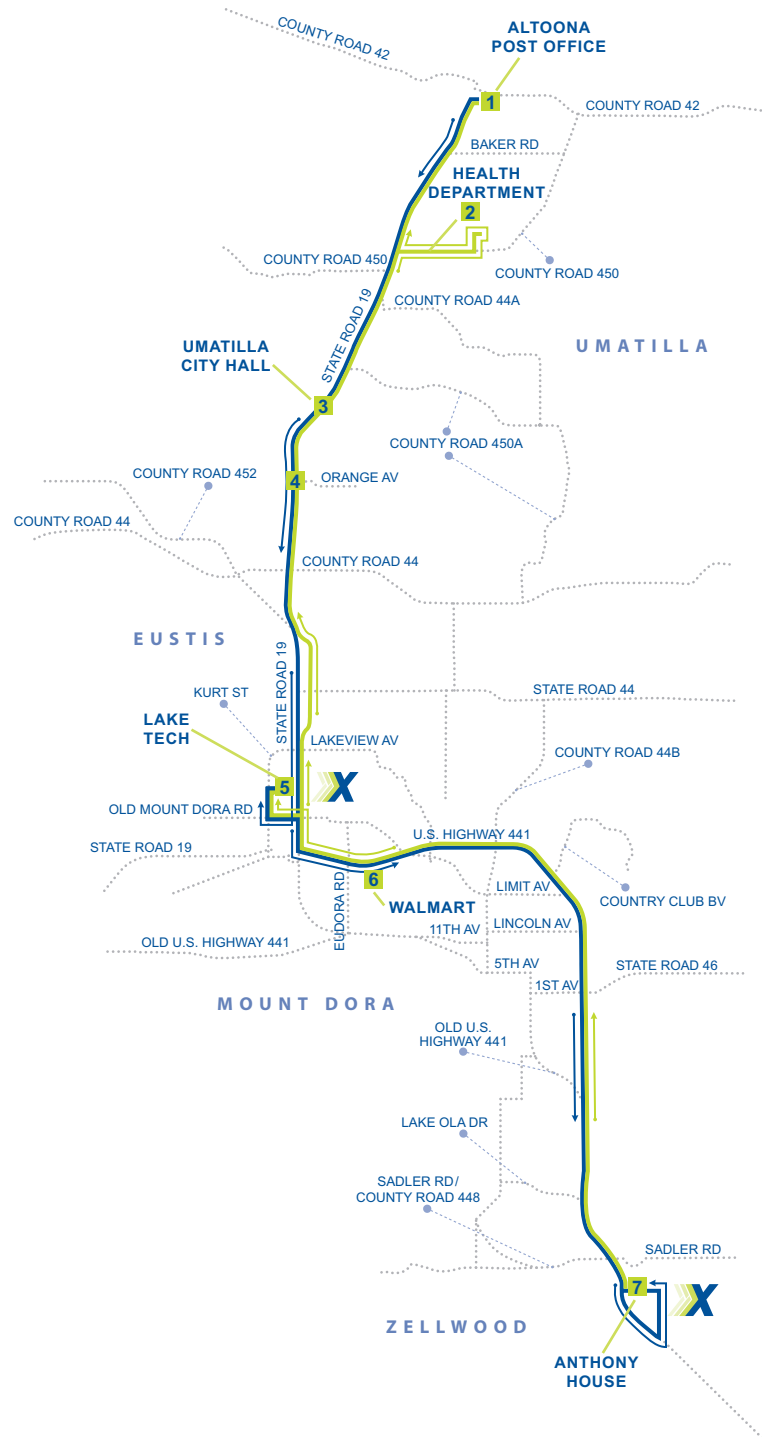 ALTOONA
POST OFFICE
COUNTY ROAD 42
1
COUNTY ROAD 42
BAKER RD
HEALTH
DEPARTMENT
2
COUNTY ROAD 450
COUNTY ROAD 450
COUNTY ROAD 44A
STATE ROAD 19
UMATILLA
UMATILLA
CITY HALL
3
COUNTY ROAD 450A
COUNTY ROAD 452
4
ORANGE AV
COUNTY ROAD 44
COUNTY ROAD 44
EUSTIS
STATE ROAD 19
KURT ST
STATE ROAD 44
LAKE
TECH
LAKEVIEW AV
COUNTY ROAD 44B
5
X
OLD MOUNT DORA RD
U.S. HIGHWAY 441
STATE ROAD 19
6
EUDORA RD
LIMIT AV
COUNTRY CLUB BV
WALMART
11TH AV
LINCOLN AV
OLD U.S. HIGHWAY 441
5TH AV
STATE ROAD 46
1ST AV
MOUNT DORA
OLD U.S.
HIGHWAY 441
LAKE OLA DR
SADLER RD/
COUNTY ROAD 448
SADLER RD
7
X
ZELLWOOD
ANTHONY
HOUSE